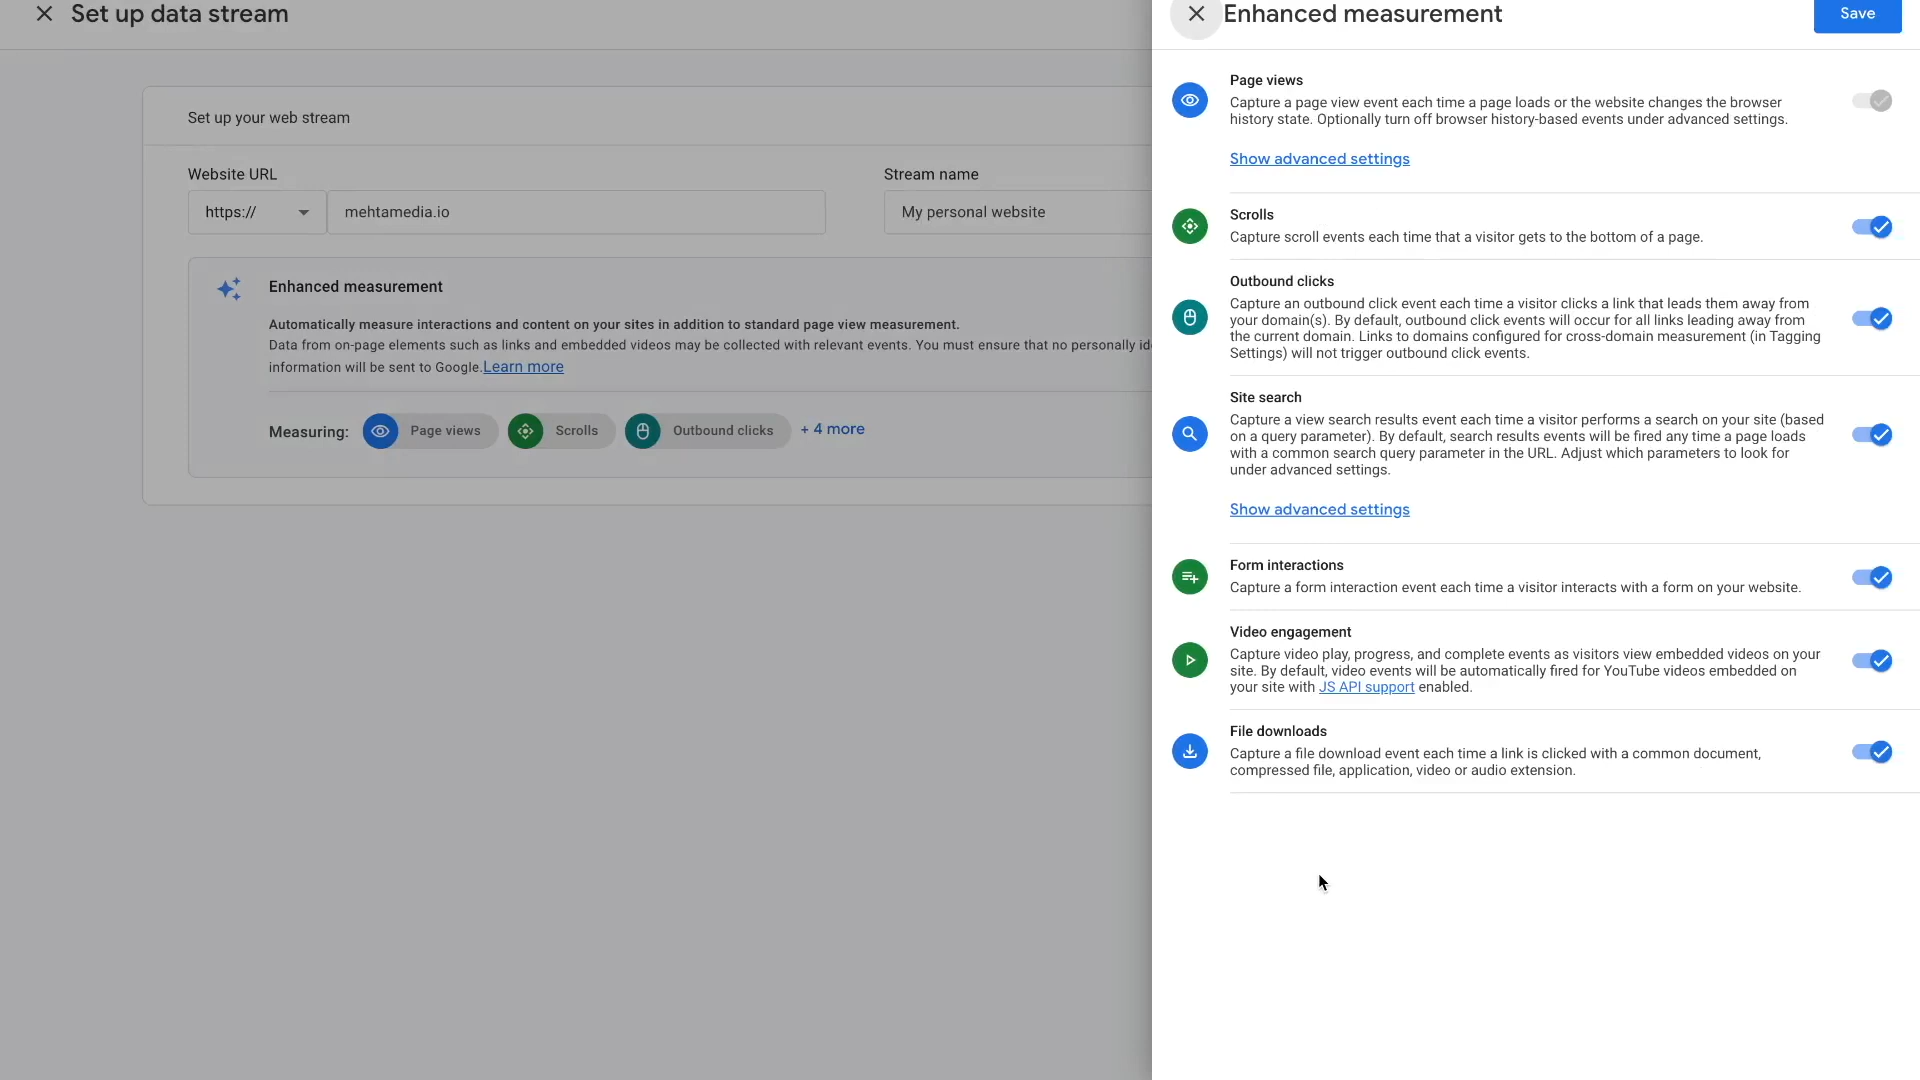 Set up data stream
Set up your web stream
Website URL
Stream name
https://
mehtamedia.io
My personal website
Enhanced measurement
Automatically measure interactions and content on your sites in addition to standard page view measurement.
Data from on-page elements such as links and embedded videos may be collected with relevant events. You must ensure that no personally
information will be sent to Google.Learn more
Measuring:
Page views
Scrolls
Outbound clicks
+ 4 more
Enhanced measurement
Save
Page views
Capture a page view event each time a page loads or the website changes the browser
history state. Optionally turn off browser history-based events under advanced settings.
Show advanced settings
Scrolls
Capture scroll events each time that a visitor gets to the bottom of a page.
Outbound clicks
Capture an outbound click event each time a visitor clicks a link that leads them away from
your domain(s). By default, outbound click events will occur for all links leading away from
the current domain. Links to domains configured for cross-domain measurement (in Tagging
Settings) will not trigger outbound click events.
Site search
Capture a view search results event each time a visitor performs a search on your site (based
on a query parameter). By default, search results events will be fired any time a page loads
with a common search query parameter in the URL. Adjust which parameters to look for
under advanced settings.
Show advanced settings
Form interactions
Capture a form interaction event each time a visitor interacts with a form on your website.
Video engagement
Capture video play, progress, and complete events as visitors view embedded videos on your
site. By default, video events will be automatically fired for YouTube videos embedded on
your site with JS API support enabled.
File downloads
Capture a file download event each time a link is clicked with a common document,
compressed file, application, video or audio extension.